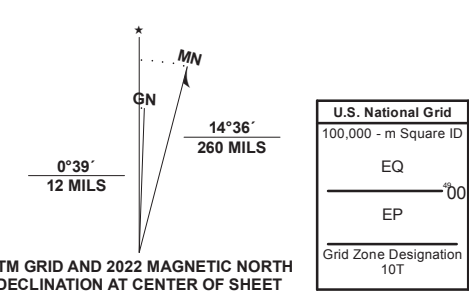 ★
MN
GN
14°36´
260 MILS
0°39´
12 MILS
TM GRID AND 2022 MAGNETIC NORTH
DECLINATION AT CENTER OF SHEET
U.S. National Grid
100,000 - m Square ID
EQ
4900
EP
Grid Zone Designation
10T